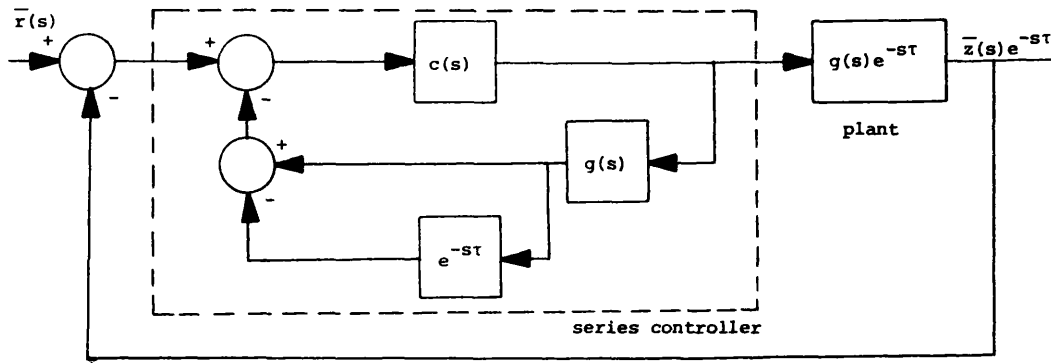 r̅(s)
+
-
+
-
c(s)
g(s)e^{-sτ}
z̅(s)e^{-sτ}
plant
+
-
g(s)
e^{-sτ}
series controller